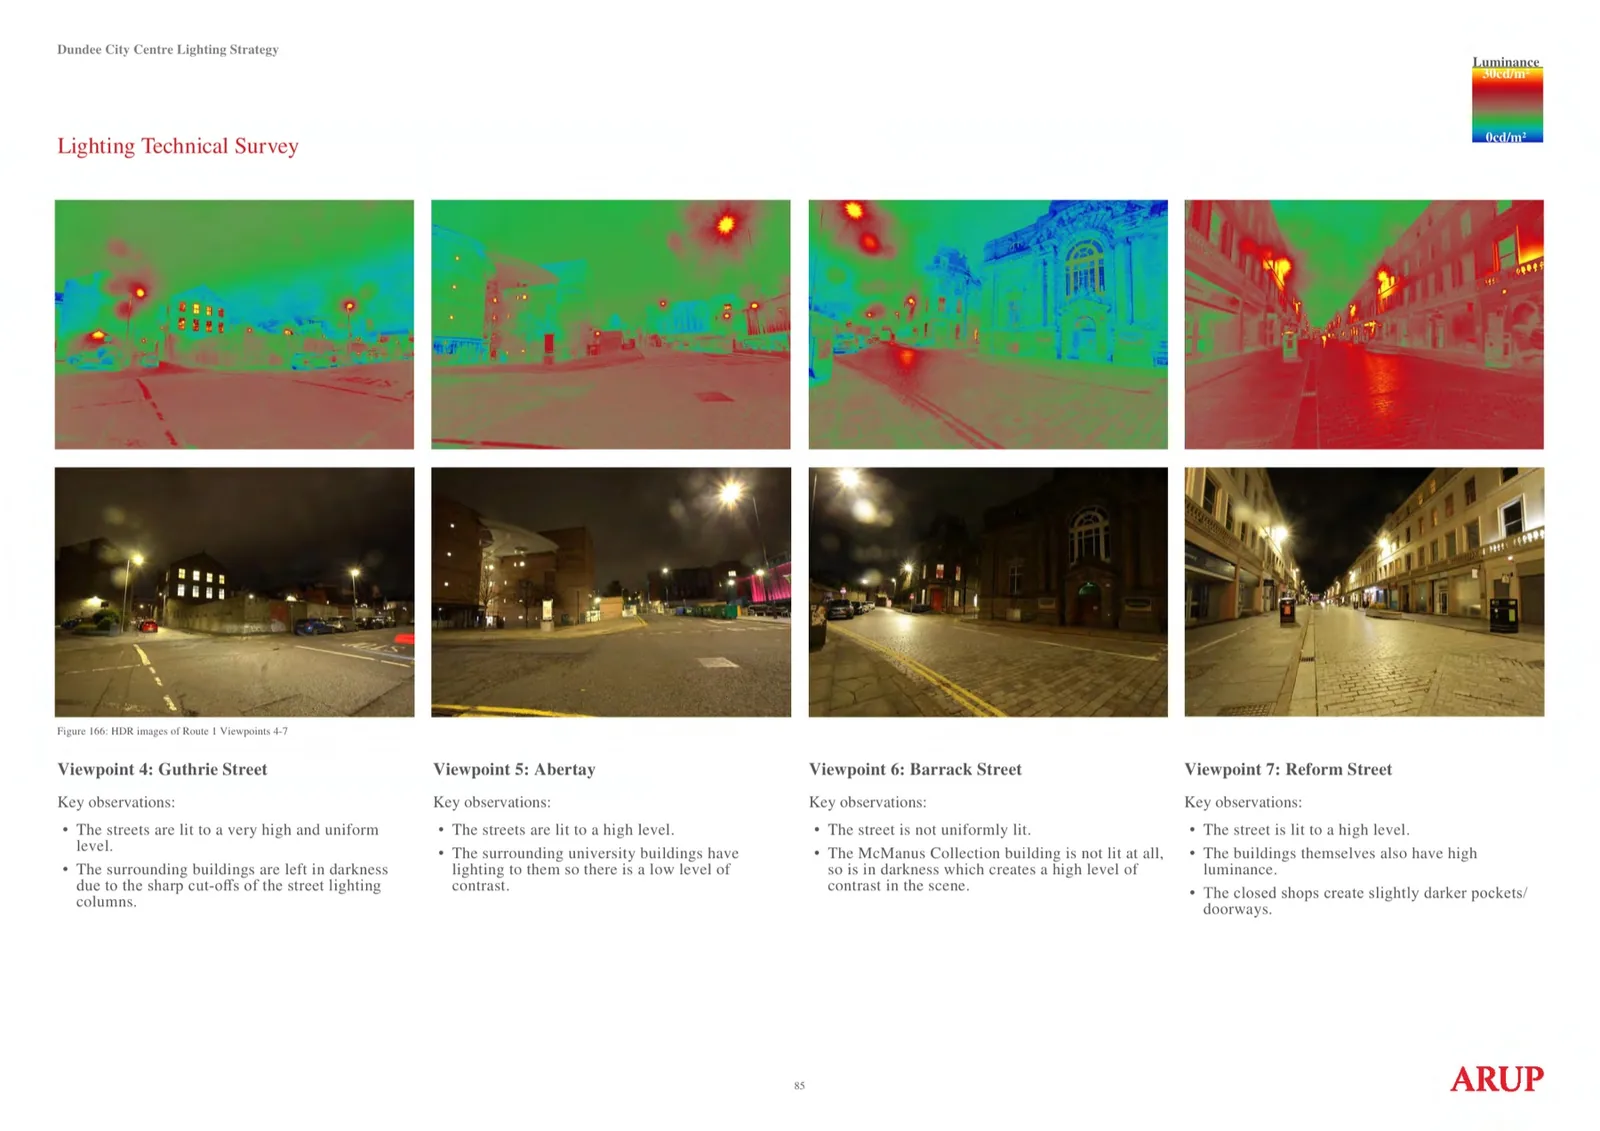 Dundee City Centre Lighting Strategy
Luminance
30cd/m²
0cd/m²
Lighting Technical Survey
Figure 166: HDR images of Route 1 Viewpoints 4-7
Viewpoint 4: Guthrie Street
Key observations:
• The streets are lit to a very high and uniform
level.
• The surrounding buildings are left in darkness
due to the sharp cut-offs of the street lighting
columns.
Viewpoint 5: Abertay
Key observations:
• The streets are lit to a high level.
• The surrounding university buildings have
lighting to them so there is a low level of
contrast.
Viewpoint 6: Barrack Street
Key observations:
• The street is not uniformly lit.
• The McManus Collection building is not lit at all,
so is in darkness which creates a high level of
contrast in the scene.
Viewpoint 7: Reform Street
Key observations:
• The street is lit to a high level.
• The buildings themselves also have high
luminance.
• The closed shops create slightly darker pockets/
doorways.
85
ARUP